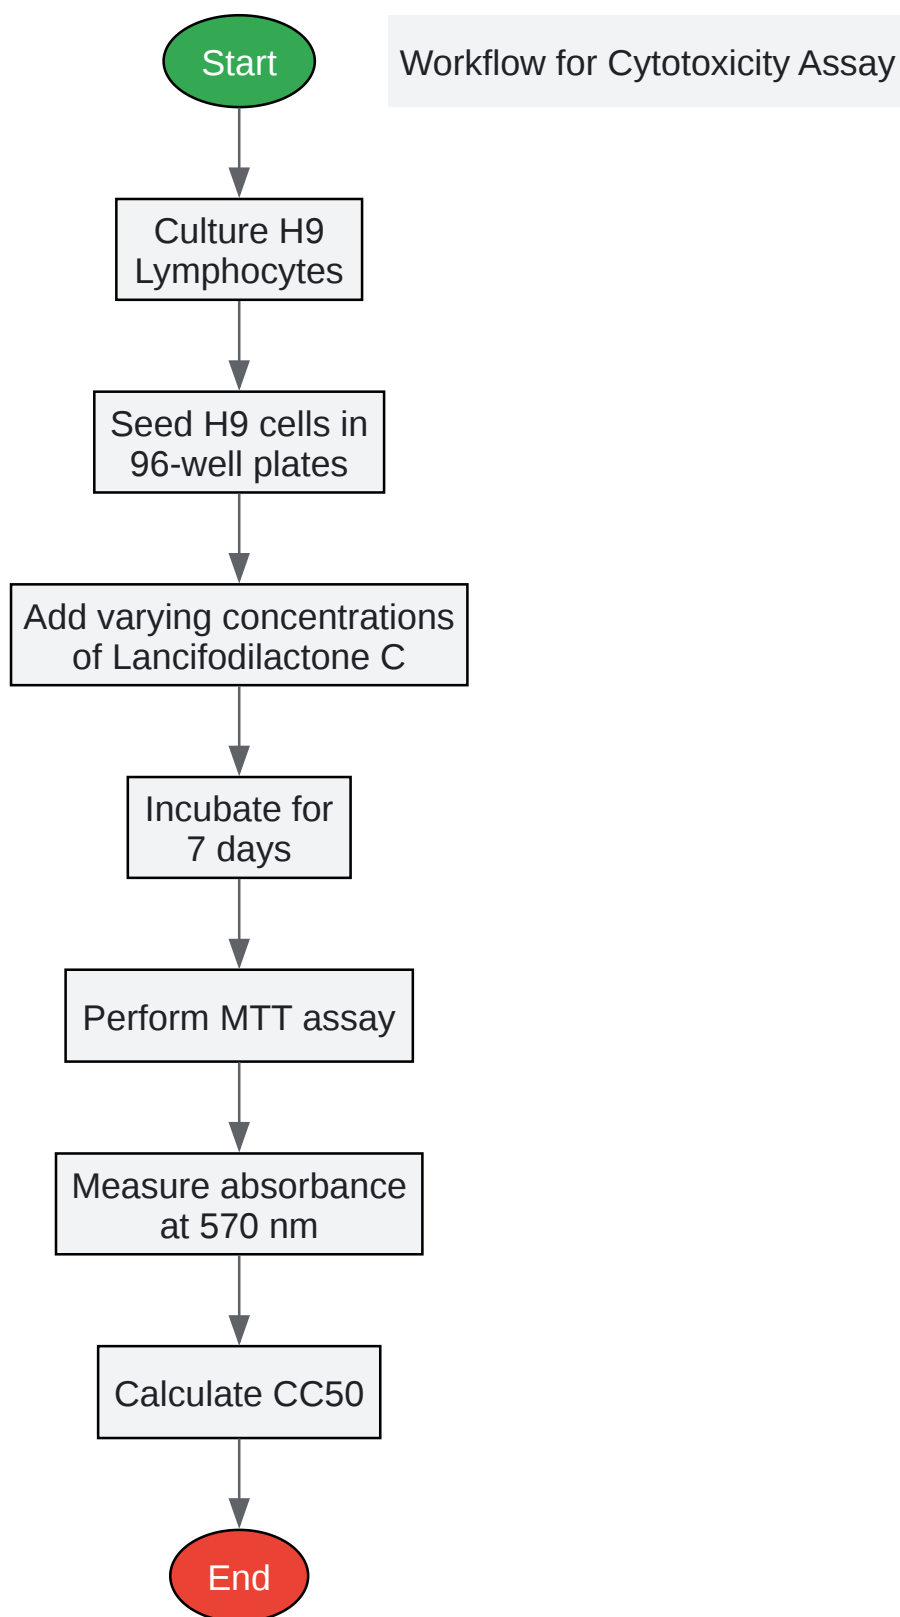 Start
Workflow for Cytotoxicity Assay
Culture H9
Lymphocytes
Seed H9 cells in
96-well plates
Add varying concentrations
of Lancifodilactone C
Incubate for
7 days
Perform MTT assay
Measure absorbance
at 570 nm
Calculate CC50
End